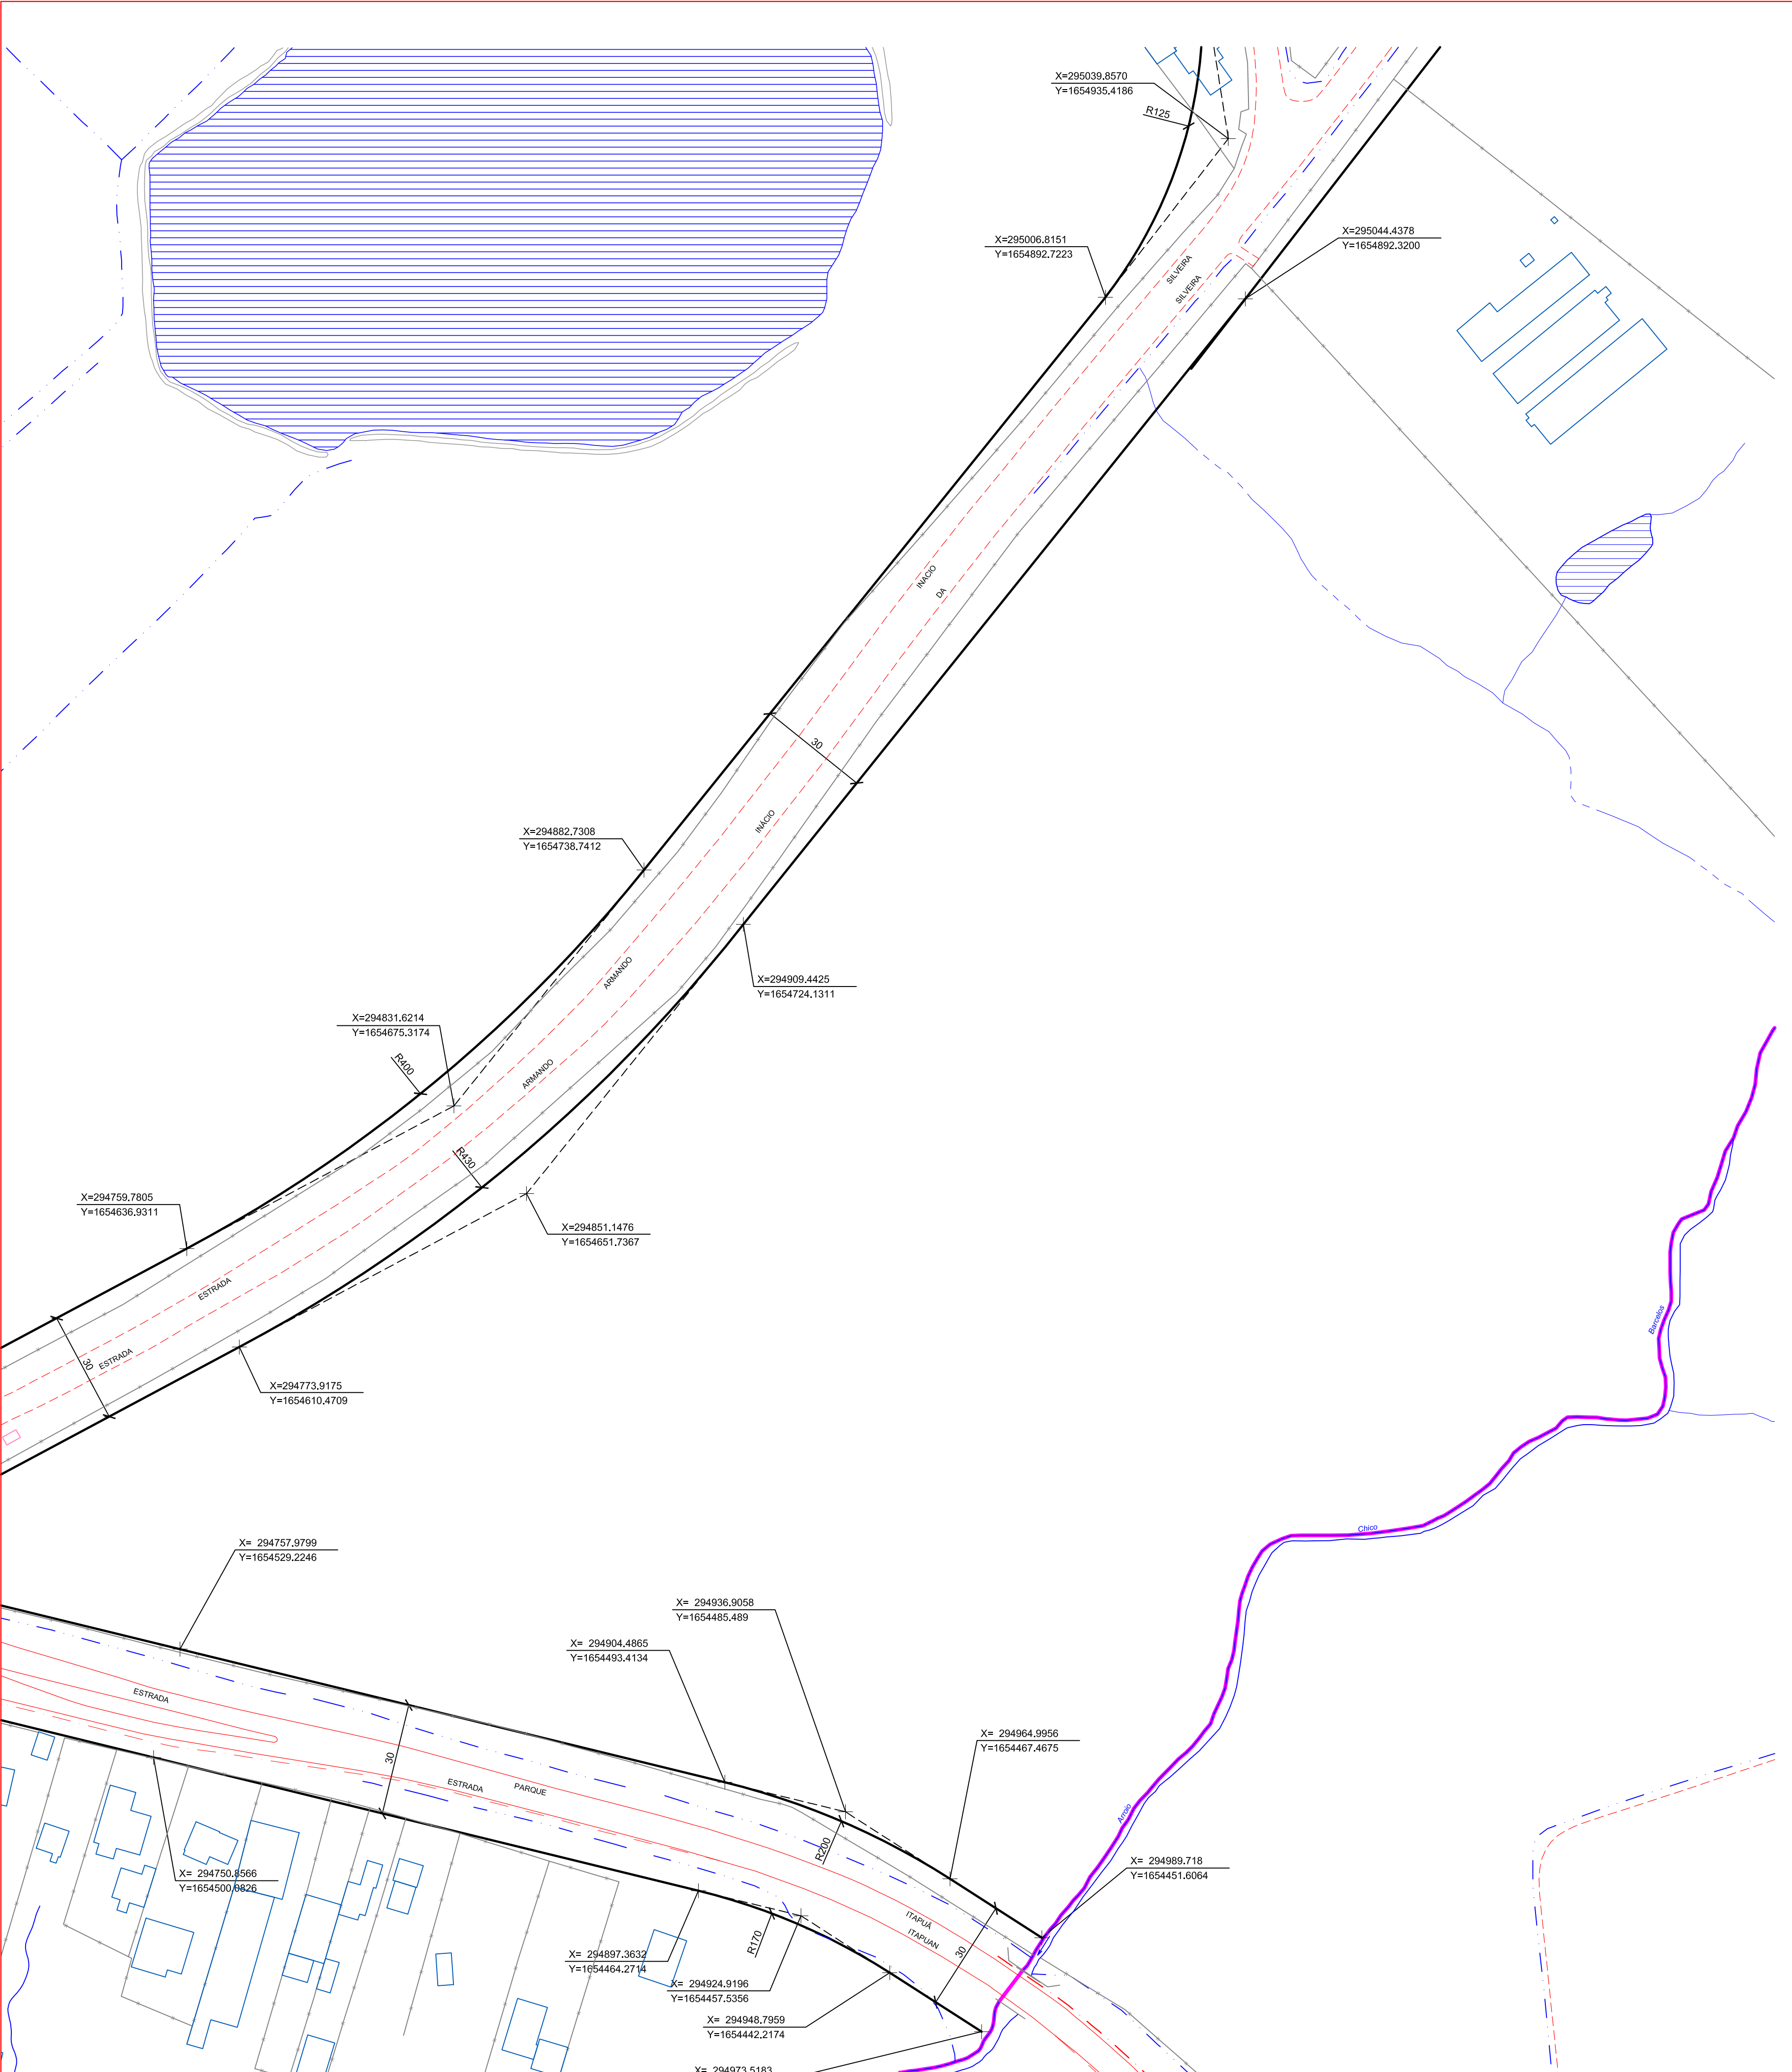 X=295039.8570
Y=1654935.4186
R125
X=295006.8151
Y=1654892.7223
X=295044.4378
Y=1654892.3200
SILVEIRA
SILVEIRA
INACIO
DA
30
INÁCIO
X=294882.7308
Y=1654738.7412
ARMANDO
X=294909.4425
Y=1654724.1311
X=294831.6214
Y=1654675.3174
R400
ARMANDO
R430
X=294759.7805
Y=1654636.9311
X=294851.1476
Y=1654651.7367
ESTRADA
30
ESTRADA
X=294773.9175
Y=1654610.4709
Barcelos
Chico
X= 294757.9799
Y=1654529.2246
X= 294936.9058
Y=1654485.489
X= 294904.4865
Y=1654493.4134
ESTRADA
X= 294964.9956
Y=1654467.4675
30
ESTRADA
PARQUE
Arroio
R200
X= 294750.8566
Y=1654500.0826
X= 294989.718
Y=1654451.6064
ITAPUÃ
ITAPUAN
R170
30
X= 294897.3632
Y=1654464.2714
X= 294924.9196
Y=1654457.5356
X= 294948.7959
Y=1654442.2174
X= 294973.5183